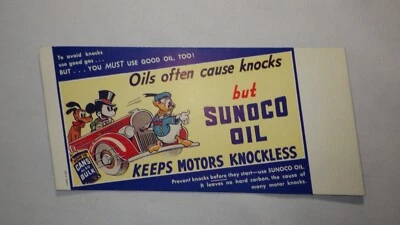 To avoid knocks
use good gas...
BUT... YOU MUST USE GOOD OIL, TOO!
Oils often cause knocks
but
SUNOCO
OIL
KEEPS MOTORS KNOCKLESS
CANS
BULK
Prevent knocks before they start—use SUNOCO OIL.
it leaves no hard carbon, the cause of
many motor knocks.